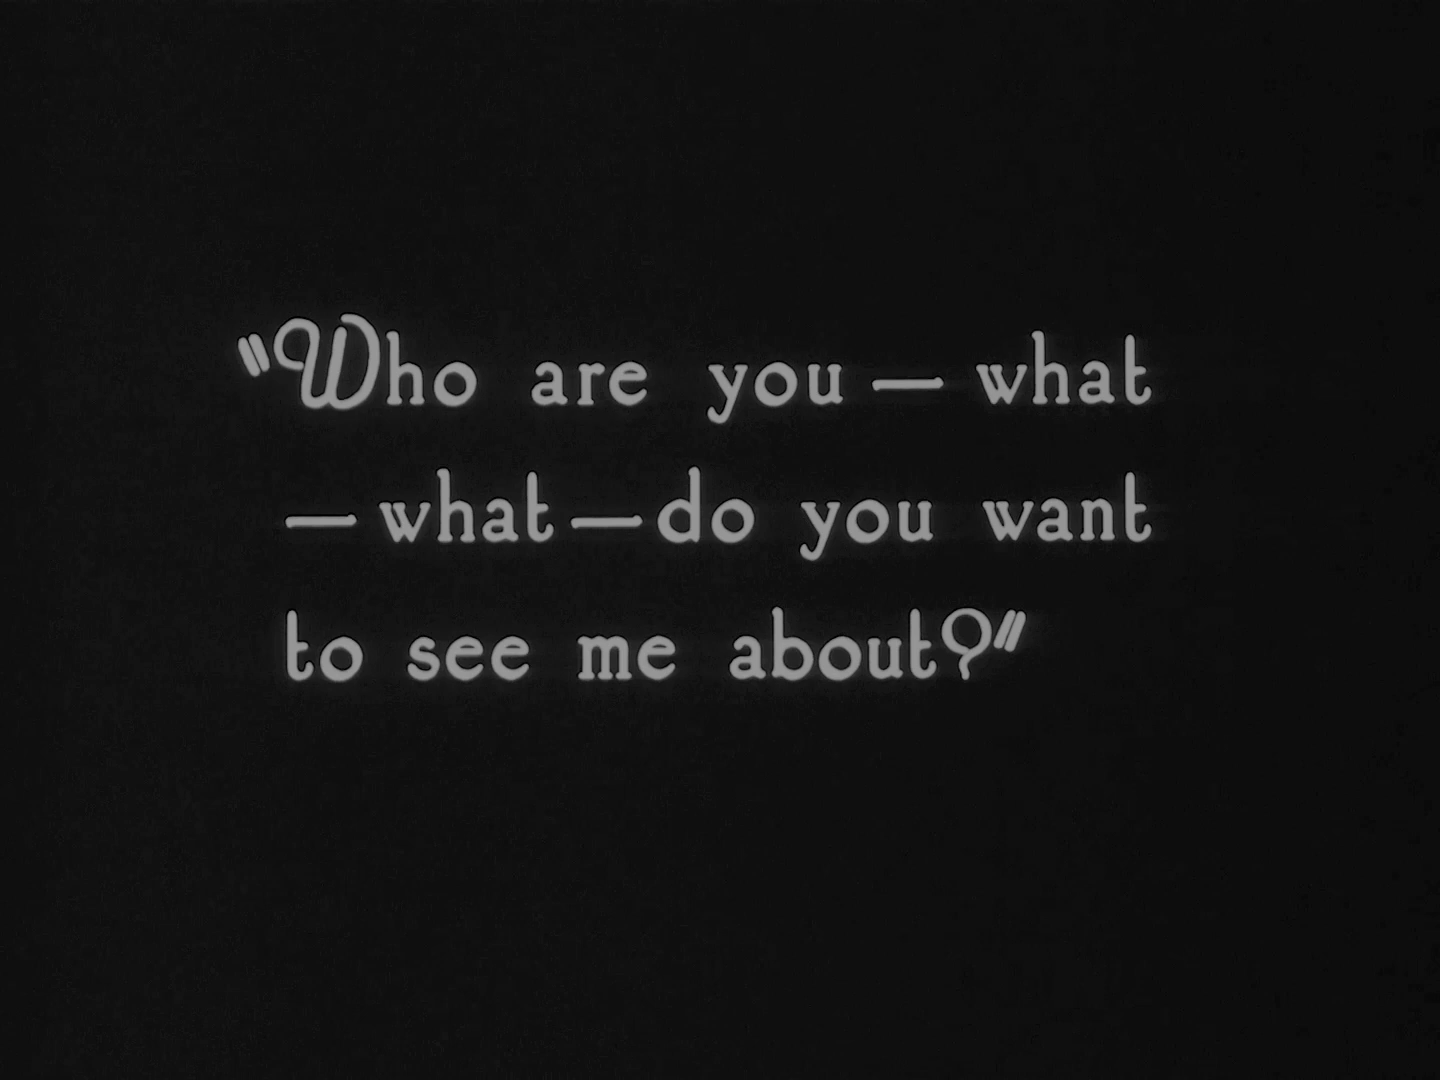 "Who are you — what
— what — do you want
to see me about?"